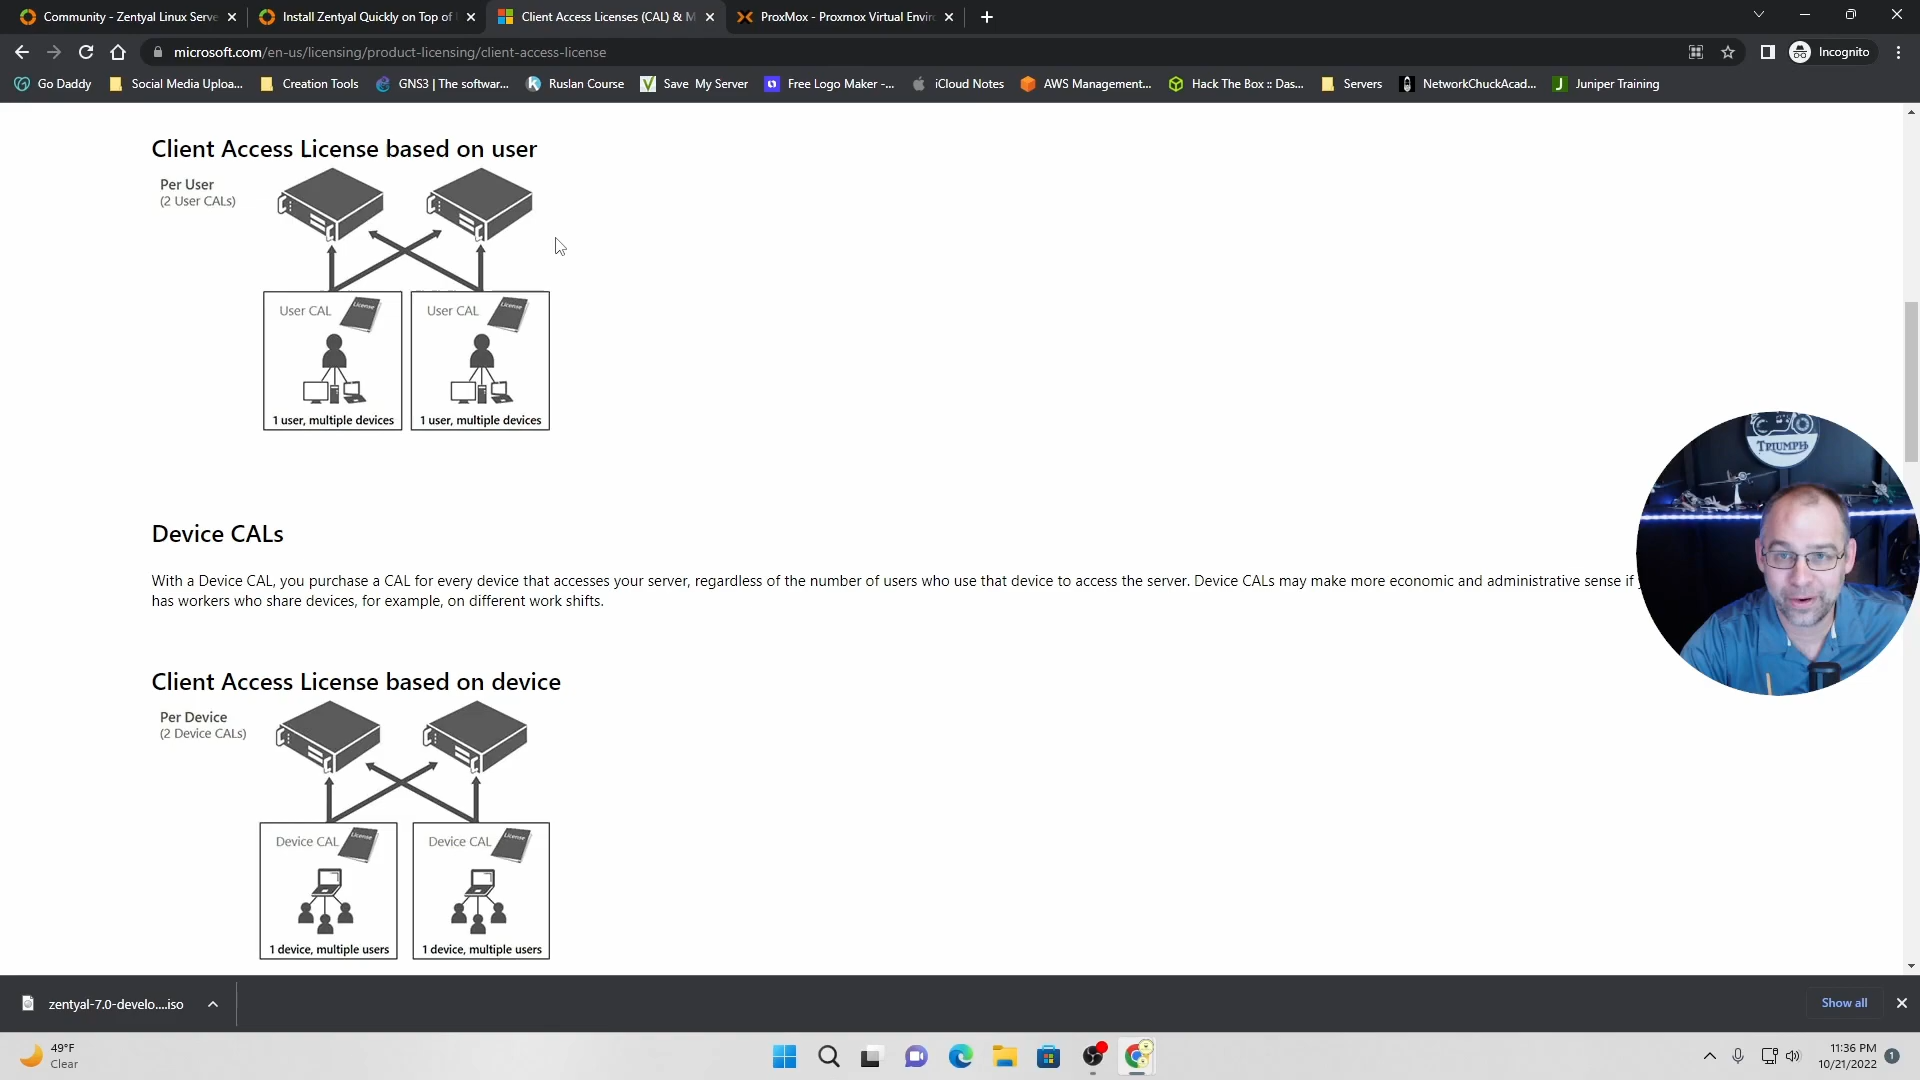 Community - Zentyal Linux Serve
Install Zentyal Quickly on Top of
Client Access Licenses (CAL) & M
ProxMox - Proxmox Virtual Enviro
microsoft.com/en-us/licensing/product-licensing/client-access-license
Incognito
Go Daddy
Social Media Uploa...
Creation Tools
GNS3 | The softwar...
Ruslan Course
Save My Server
Free Logo Maker -...
iCloud Notes
AWS Management...
Hack The Box :: Das...
Servers
NetworkChuckAcad...
Juniper Training
Client Access License based on user
Per User
(2 User CALs)
User CAL
License
User CAL
License
1 user, multiple devices
1 user, multiple devices
TRIUMPH
Device CALs
With a Device CAL, you purchase a CAL for every device that accesses your server, regardless of the number of users who use that device to access the server. Device CALs may make more economic and administrative sense if
has workers who share devices, for example, on different work shifts.
Client Access License based on device
Per Device
(2 Device CALs)
Device CAL
License
Device CAL
License
1 device, multiple users
1 device, multiple users
zentyal-7.0-develo....iso
Show all
49°F
Clear
11:36 PM
10/21/2022
1